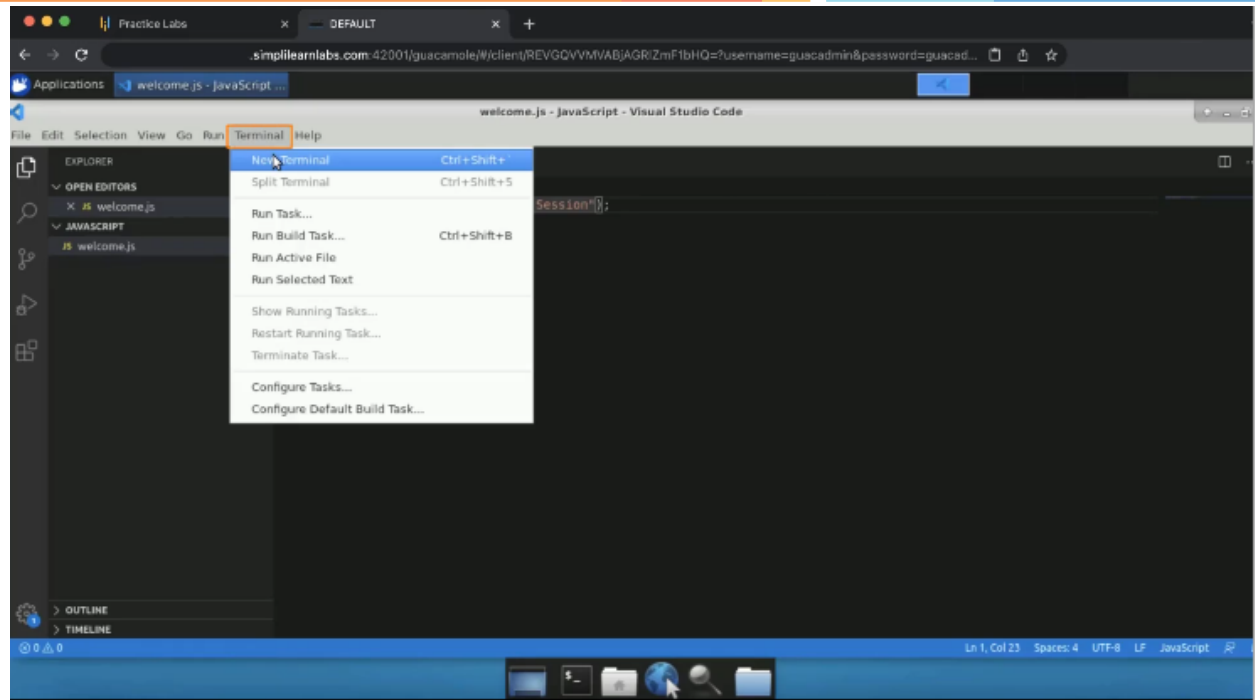 Practice Labs
DEFAULT
.simplilearnlabs.com:42001/guacamole/#/client/REVGQVVMVABjAGRlZmF1bHQ=?username=guacadmin&password=guacad...
Applications welcome.js - JavaScript ...
welcome.js - JavaScript - Visual Studio Code
File Edit Selection View Go Run Terminal Help
EXPLORER
New Terminal Ctrl+Shift+`
OPEN EDITORS
Split Terminal Ctrl+Shift+5
JS welcome.js
Session");
JAVASCRIPT
Run Task...
JS welcome.js
Run Build Task... Ctrl+Shift+B
Run Active File
Run Selected Text
Show Running Tasks...
Restart Running Task...
Terminate Task...
Configure Tasks...
Configure Default Build Task...
OUTLINE
TIMELINE
1
0 0
Ln 1, Col 23 Spaces: 4 UTF-8 LF JavaScript
$_